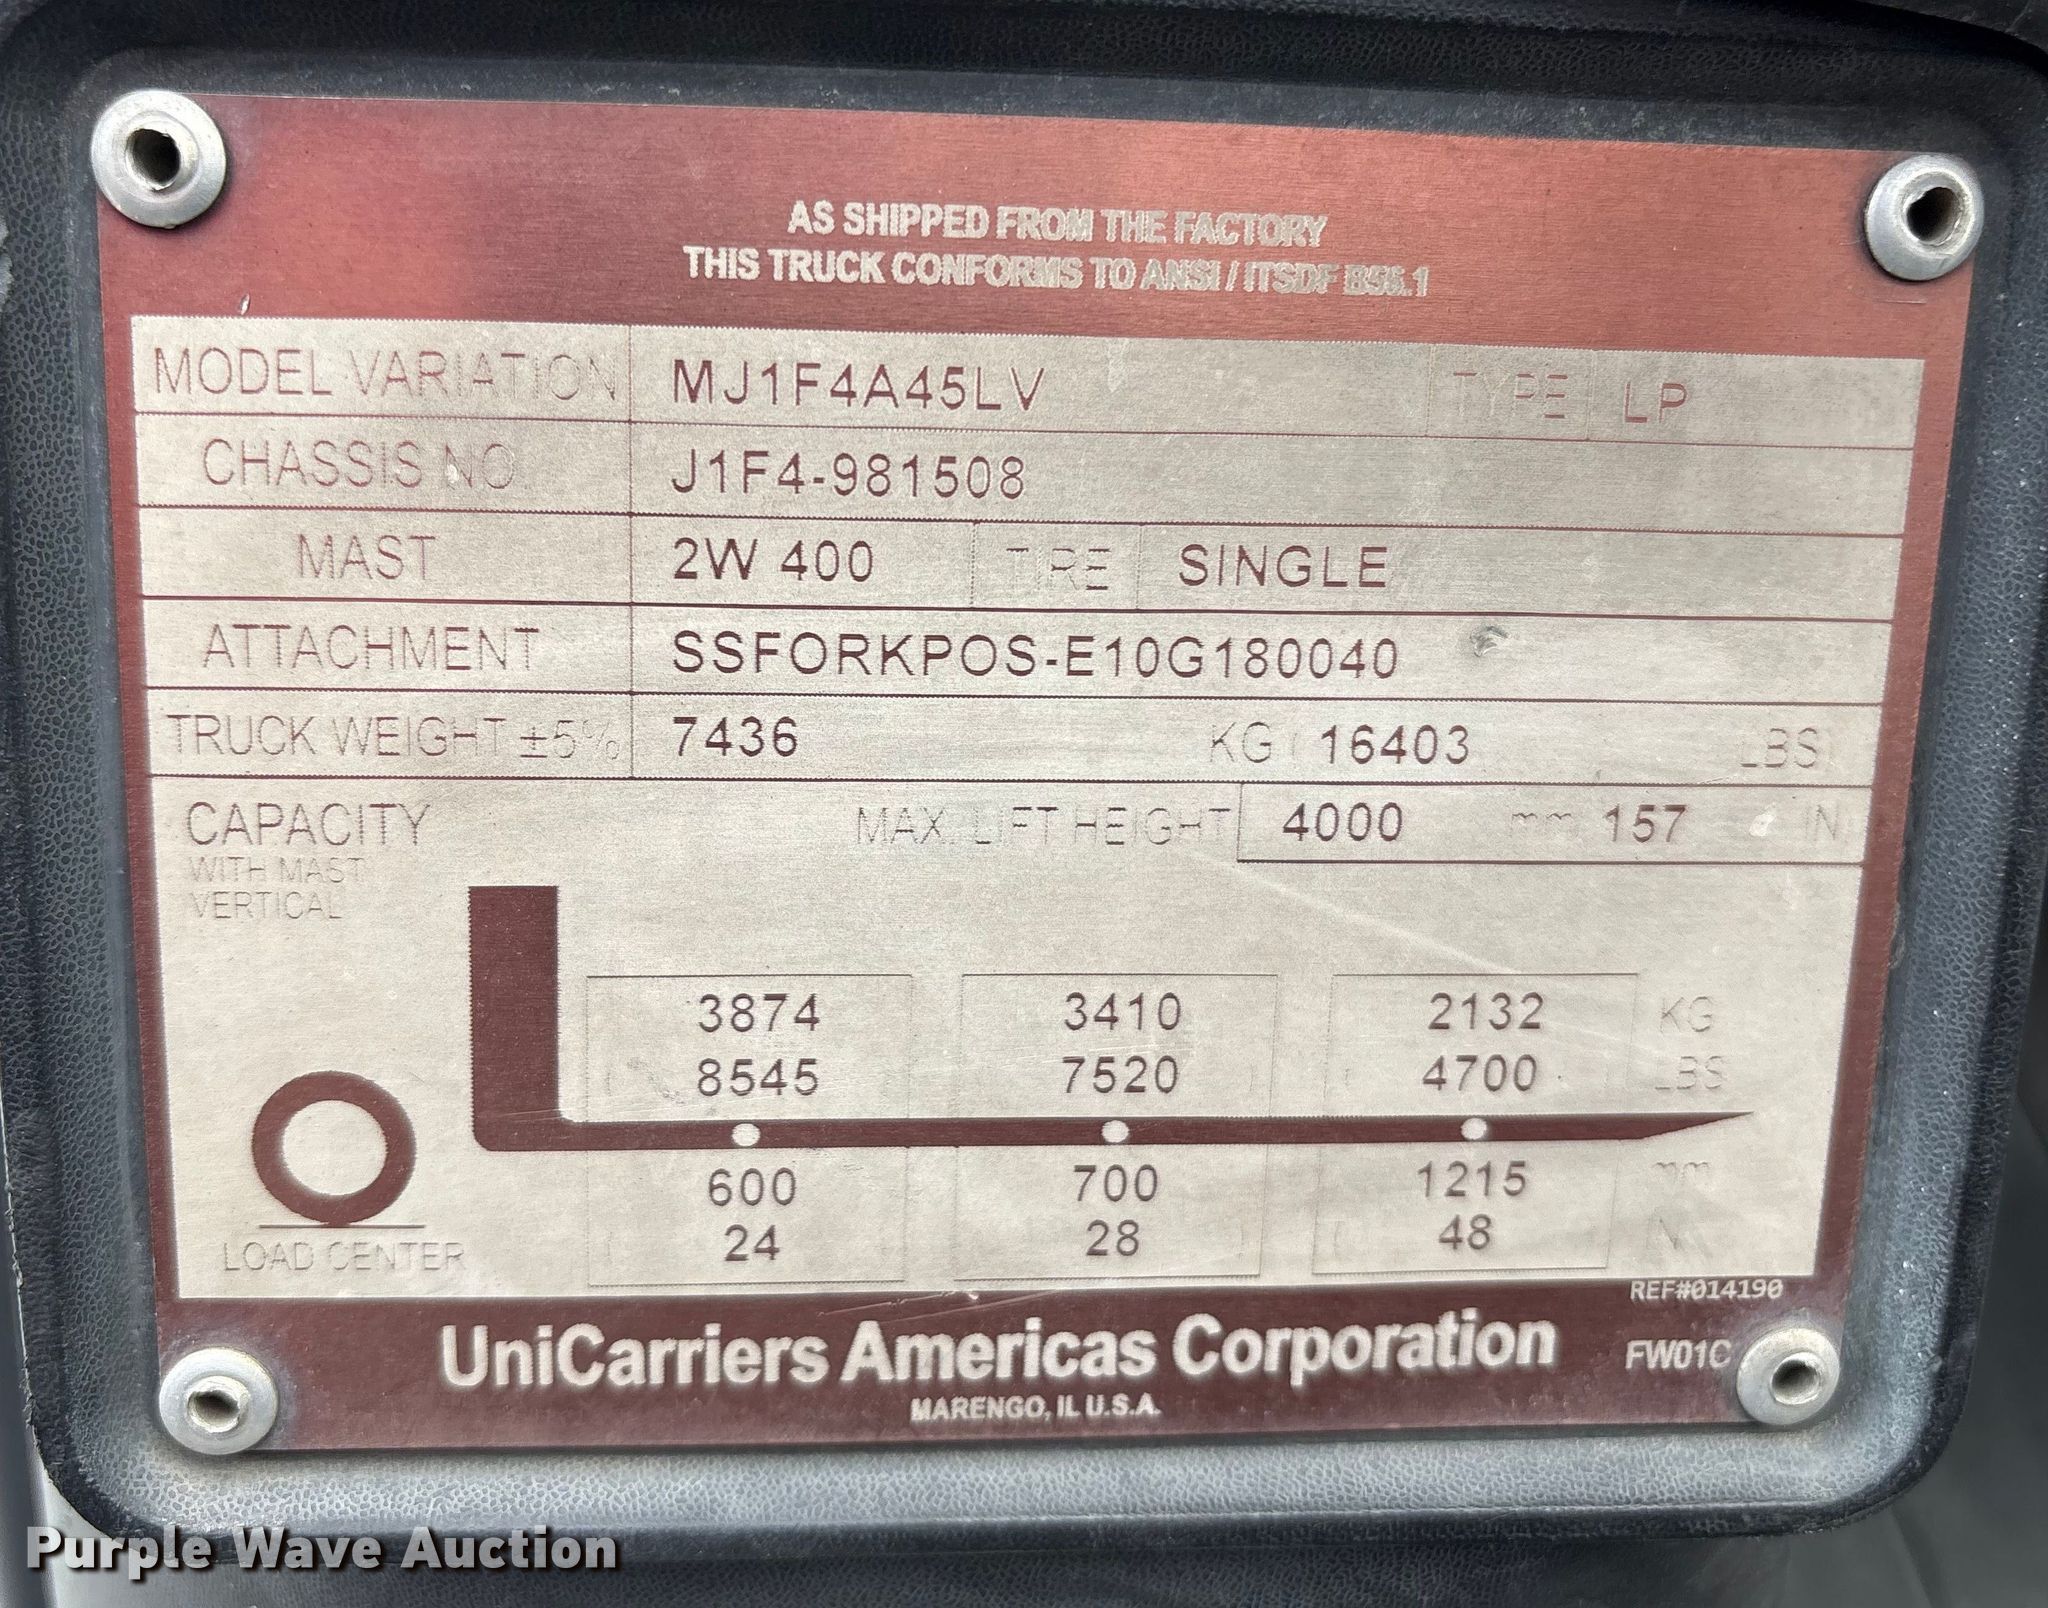 AS SHIPPED FROM THE FACTORY
THIS TRUCK CONFORMS TO ANSI / ITSDF B56.1
MODEL VARIATION MJ1F4A45LV TYPE LP
CHASSIS NO. J1F4-981508
MAST 2W 400 TIRE SINGLE
ATTACHMENT SSFORKPOS-E10G180040
TRUCK WEIGHT ±5% 7436 KG ( 16403 LBS)
CAPACITY MAX. LIFT HEIGHT 4000 mm 157 IN
WITH MAST
VERTICAL
3874 3410 2132 KG
8545 7520 4700 LBS
600 700 1215 mm
24 28 48 IN
LOAD CENTER
REF#014190
UniCarriers Americas Corporation FW01C
MARENGO, IL U.S.A.
Purple Wave Auction